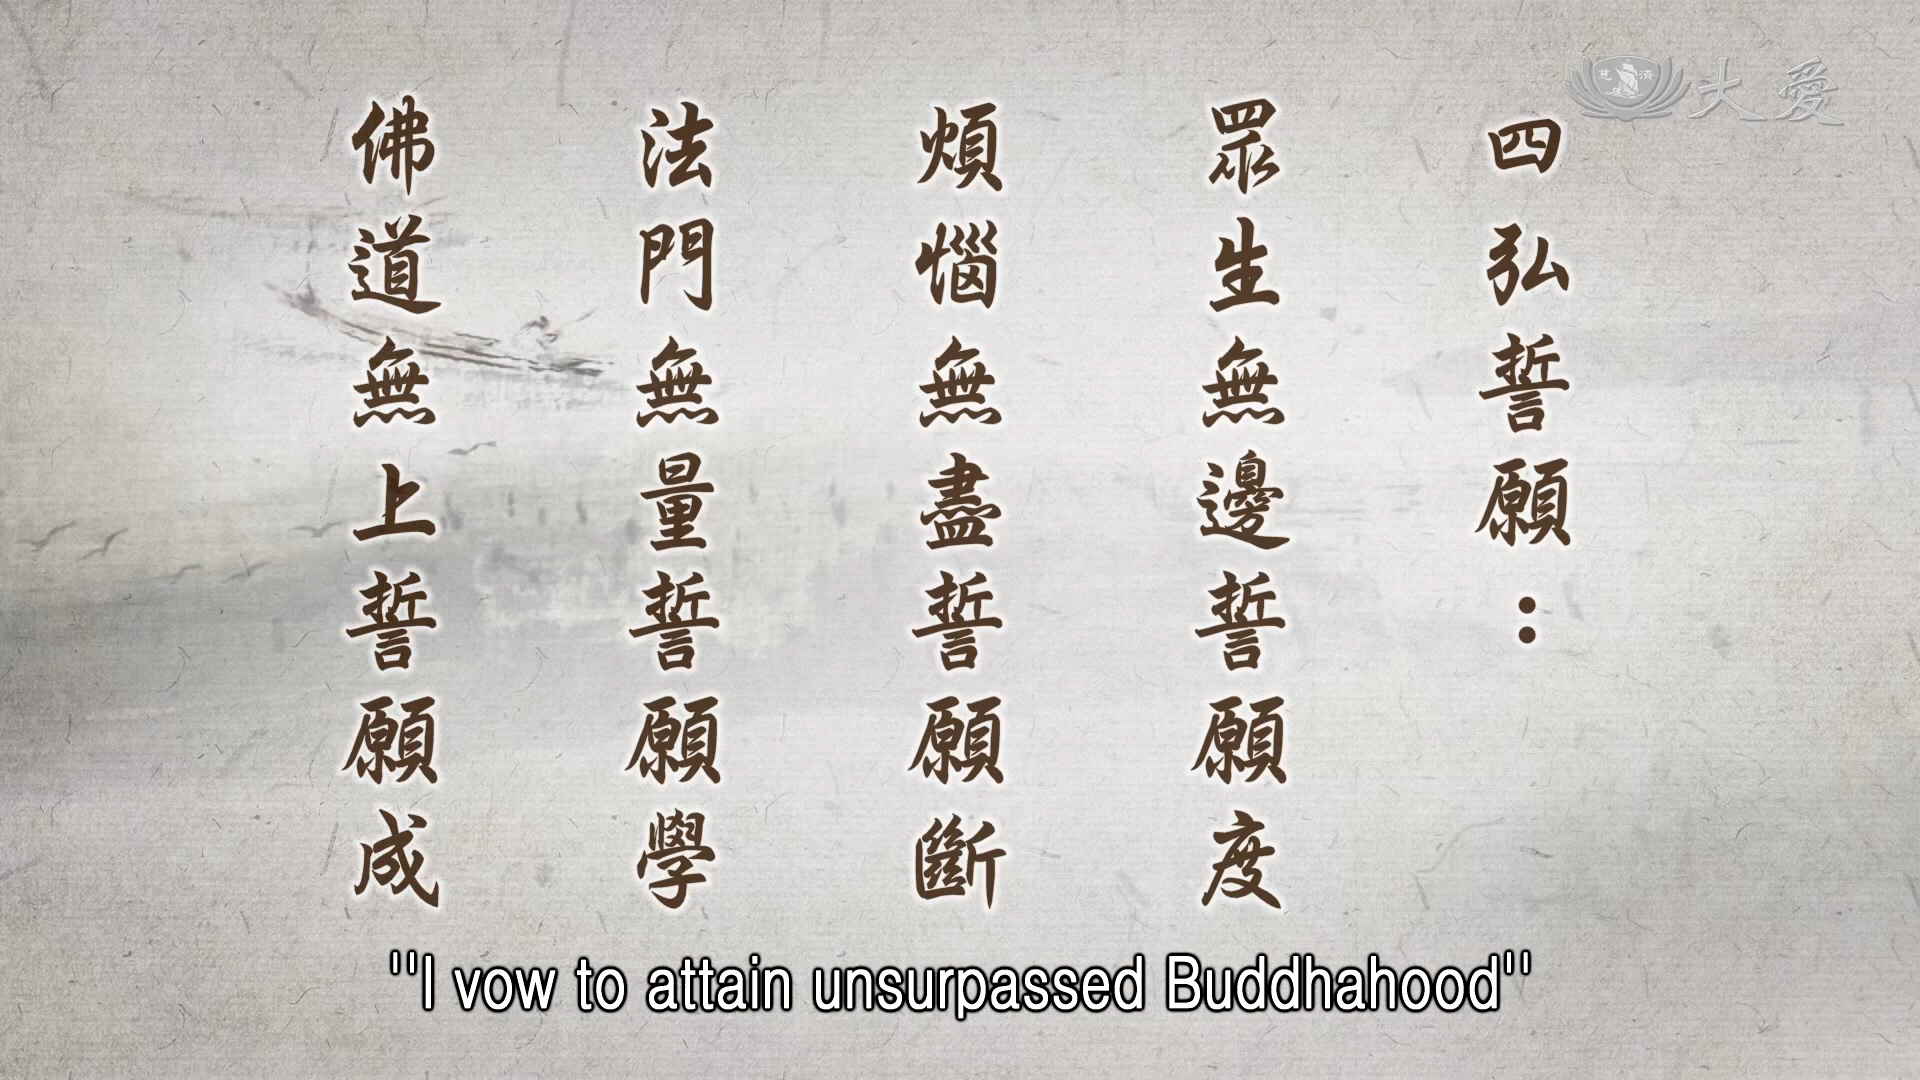 慈濟
大愛
四弘誓願：
眾生無邊誓願度
煩惱無盡誓願斷
法門無量誓願學
佛道無上誓願成
"I vow to attain unsurpassed Buddhahood"